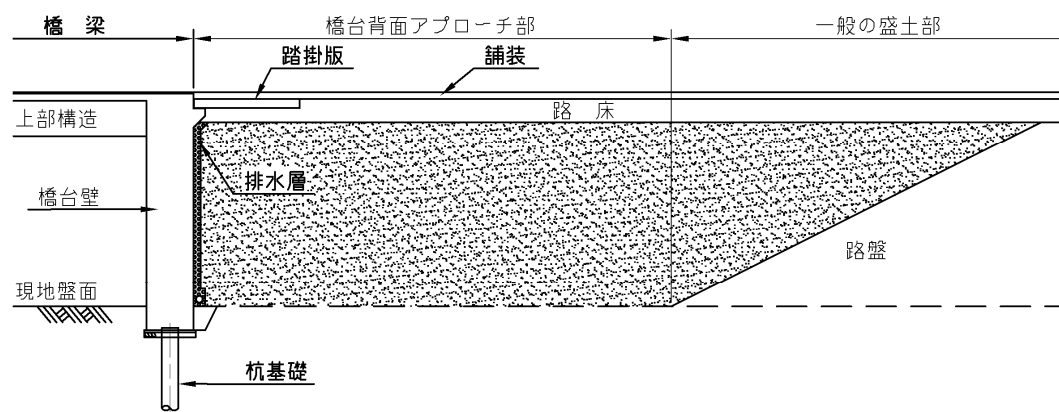 橋 梁
橋台背面アプローチ部
一般の盛土部
踏掛版
舗装
路 床
上部構造
排水層
橋台壁
路盤
現地盤面
杭基礎